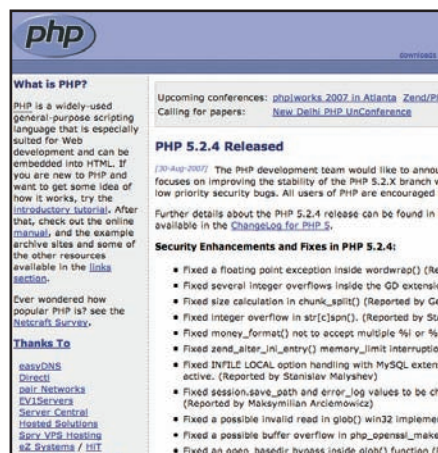 php
downloads
What is PHP?
PHP is a widely-used
general-purpose scripting
language that is especially
suited for Web
development and can be
embedded into HTML. If
you are new to PHP and
want to get some idea of
how it works, try the
introductory tutorial. After
that, check out the online
manual, and the example
archive sites and some of
the other resources
available in the links
section.
Ever wondered how
popular PHP is? see the
Netcraft Survey.
Thanks To
easyDNS
Directi
pair Networks
EV1Servers
Server Central
Hosted Solutions
Spry VPS Hosting
eZ Systems / HiT
Upcoming conferences: php|works 2007 in Atlanta Zend/P
Calling for papers: New Delhi PHP UnConference
PHP 5.2.4 Released
[30-Aug-2007] The PHP development team would like to annou
focuses on improving the stability of the PHP 5.2.X branch w
low priority security bugs. All users of PHP are encouraged
Further details about the PHP 5.2.4 release can be found in
available in the ChangeLog for PHP 5.
Security Enhancements and Fixes in PHP 5.2.4:
• Fixed a floating point exception inside wordwrap() (Re
• Fixed several integer overflows inside the GD extensi
• Fixed size calculation in chunk_split() (Reported by Ge
• Fixed integer overflow in str[c]spn(). (Reported by Sta
• Fixed money_format() not to accept multiple %i or %
• Fixed zend_alter_ini_entry() memory_limit interruptio
• Fixed INFILE LOCAL option handling with MySQL exten
active. (Reported by Stanislav Malyshev)
• Fixed session.save_path and error_log values to be ch
(Reported by Maksymilian Arciemowicz)
• Fixed a possible invalid read in glob() win32 impleme
• Fixed a possible buffer overflow in php_openssl_make
• Fixed an open_basedir bypass inside glob() function (